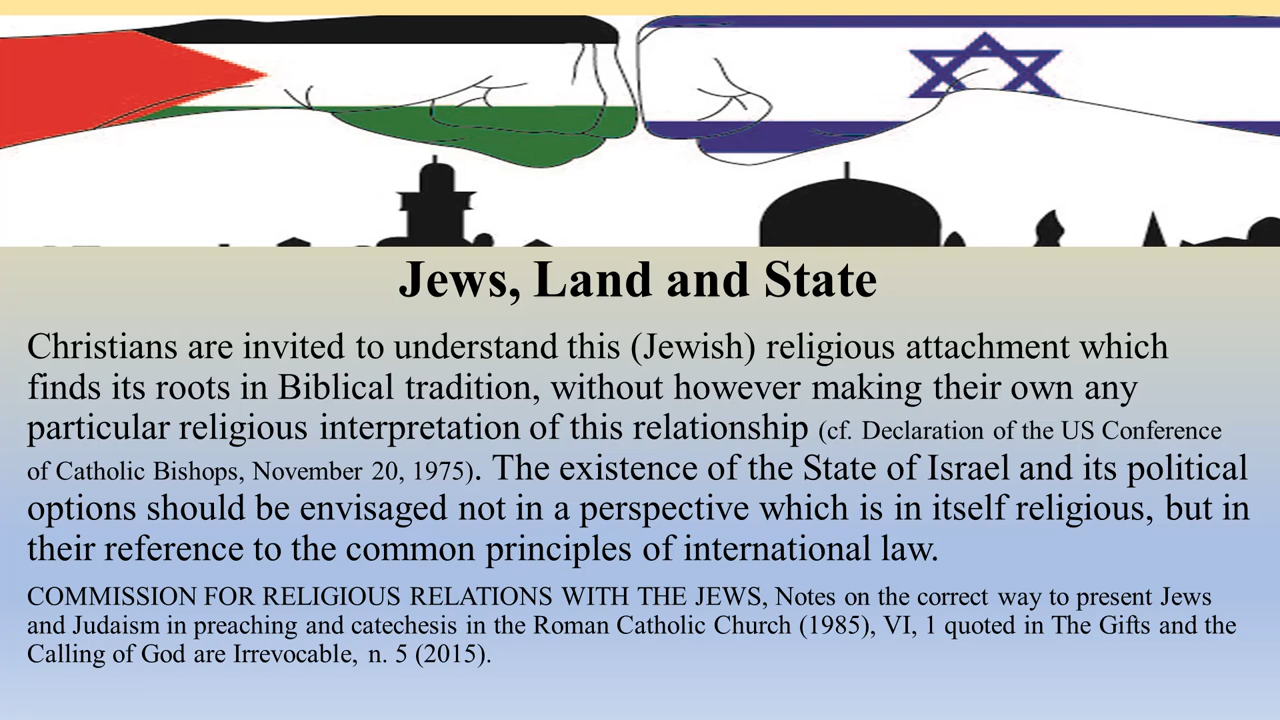 Jews, Land and State
Christians are invited to understand this (Jewish) religious attachment which
finds its roots in Biblical tradition, without however making their own any
particular religious interpretation of this relationship (cf. Declaration of the US Conference
of Catholic Bishops, November 20, 1975). The existence of the State of Israel and its political
options should be envisaged not in a perspective which is in itself religious, but in
their reference to the common principles of international law.
COMMISSION FOR RELIGIOUS RELATIONS WITH THE JEWS, Notes on the correct way to present Jews
and Judaism in preaching and catechesis in the Roman Catholic Church (1985), VI, 1 quoted in The Gifts and the
Calling of God are Irrevocable, n. 5 (2015).